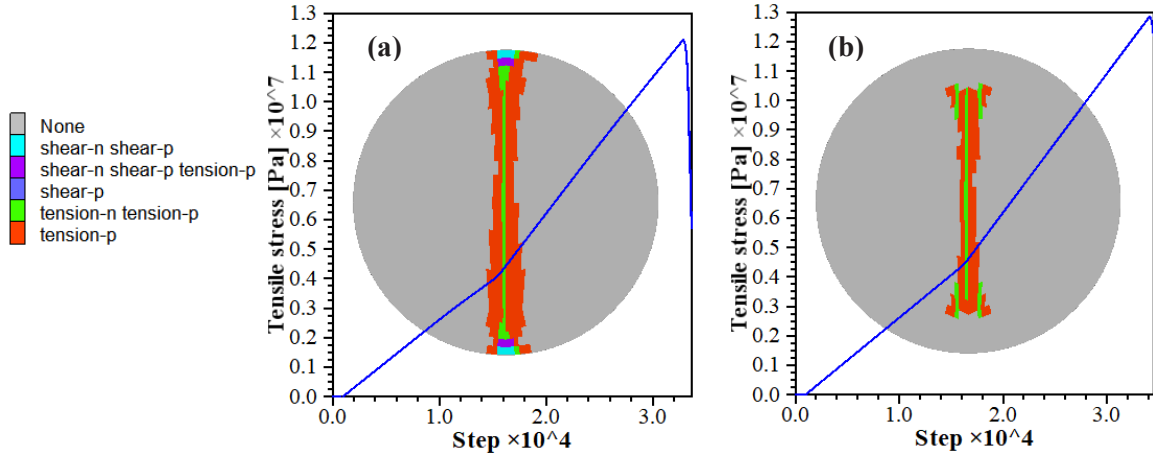 None
shear-n shear-p
shear-n shear-p tension-p
shear-p
tension-n tension-p
tension-p
(a)
Tensile stress [Pa] ×10^7
1.3
1.2
1.1
1.0
0.9
0.8
0.7
0.6
0.5
0.4
0.3
0.2
0.1
0.0
0.0 1.0 2.0 3.0
Step ×10^4
(b)
Tensile stress [Pa] ×10^7
1.3
1.2
1.1
1.0
0.9
0.8
0.7
0.6
0.5
0.4
0.3
0.2
0.1
0.0
0.0 1.0 2.0 3.0
Step ×10^4